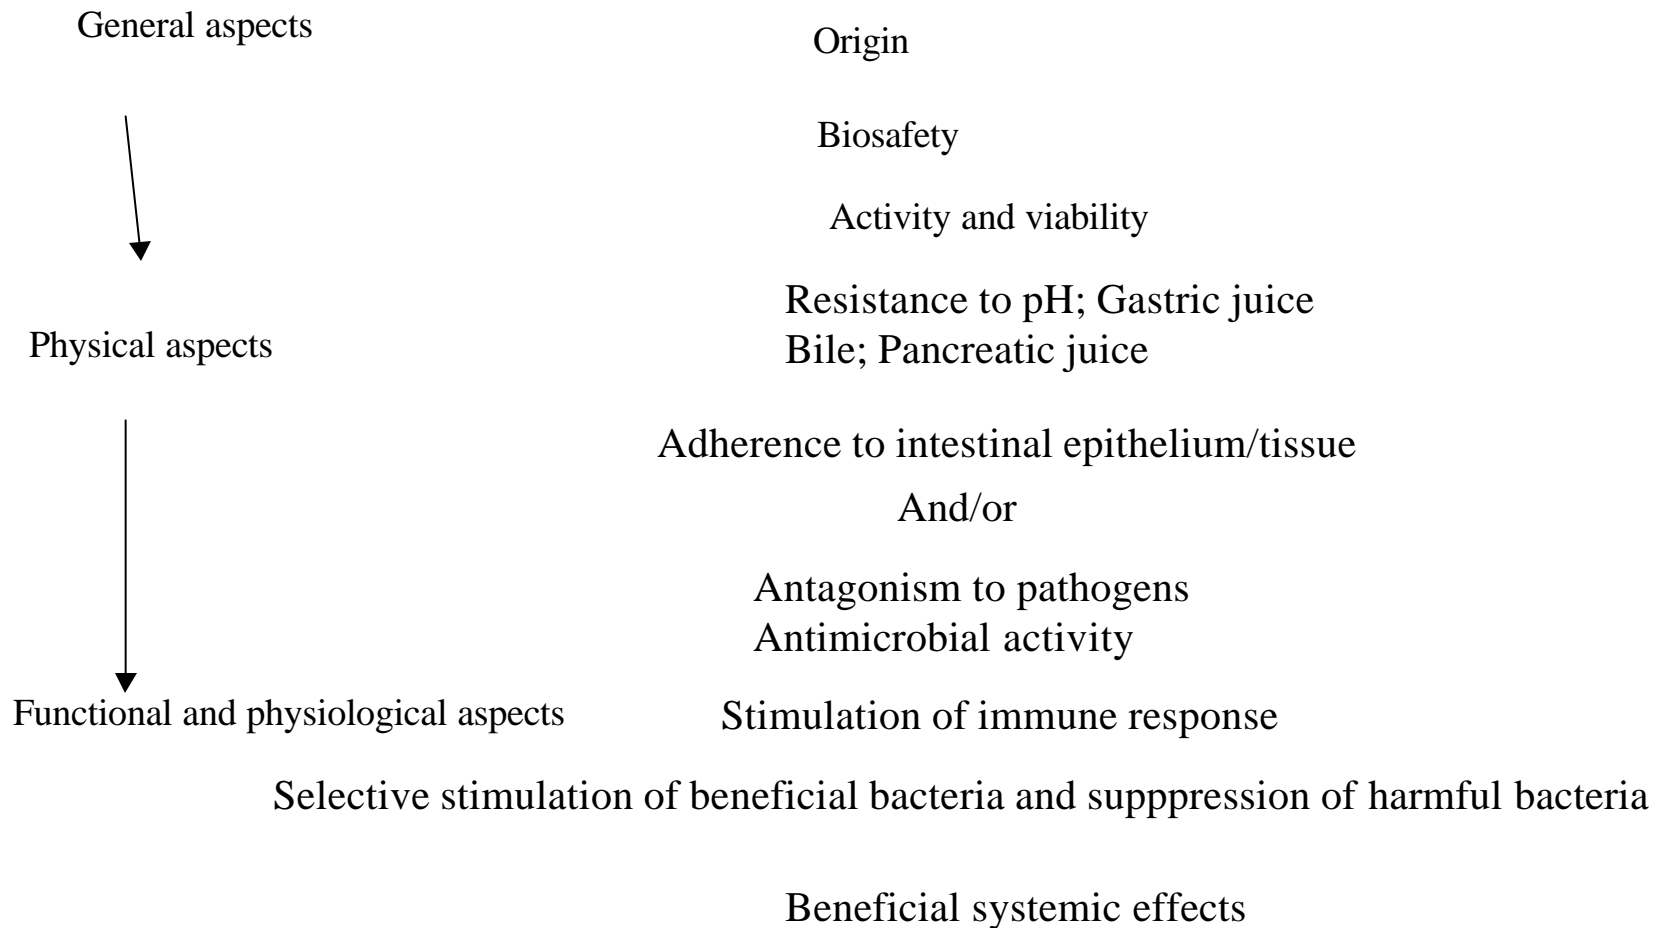 General aspects
Origin
Biosafety
Activity and viability
Resistance to pH; Gastric juice
Physical aspects
Bile; Pancreatic juice
Adherence to intestinal epithelium/tissue
And/or
Antagonism to pathogens
Antimicrobial activity
Functional and physiological aspects
Stimulation of immune response
Selective stimulation of beneficial bacteria and supppression of harmful bacteria
Beneficial systemic effects